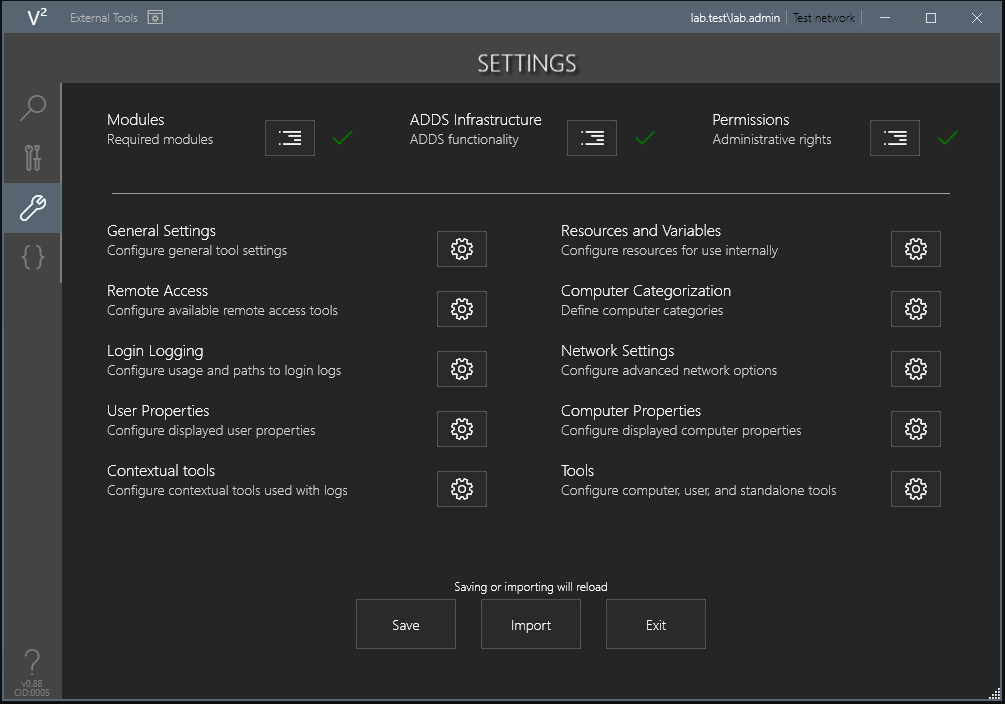 V2 External Tools lab.test\lab.admin Test network
SETTINGS
Modules
Required modules
ADDS Infrastructure
ADDS functionality
Permissions
Administrative rights
General Settings
Configure general tool settings
Resources and Variables
Configure resources for use internally
Remote Access
Configure available remote access tools
Computer Categorization
Define computer categories
Login Logging
Configure usage and paths to login logs
Network Settings
Configure advanced network options
User Properties
Configure displayed user properties
Computer Properties
Configure displayed computer properties
Contextual tools
Configure contextual tools used with logs
Tools
Configure computer, user, and standalone tools
Saving or importing will reload
Save Import Exit
v0.88
CID:0005